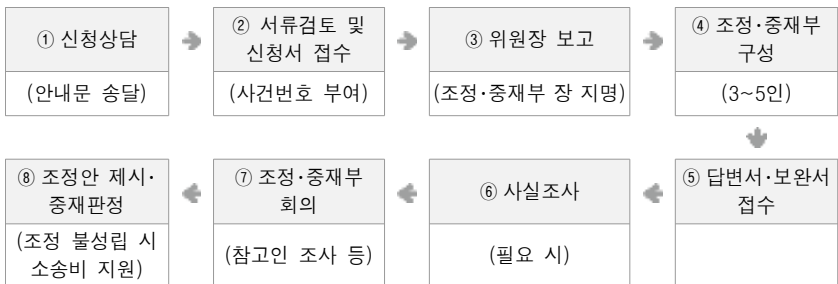 ① 신청상담
(안내문 송달)
② 서류검토 및
신청서 접수
(사건번호 부여)
③ 위원장 보고
(조정·중재부 장 지명)
④ 조정·중재부
구성
(3~5인)
⑤ 답변서·보완서
접수
⑥ 사실조사
(필요 시)
⑦ 조정·중재부
회의
(참고인 조사 등)
⑧ 조정안 제시·
중재판정
(조정 불성립 시
소송비 지원)